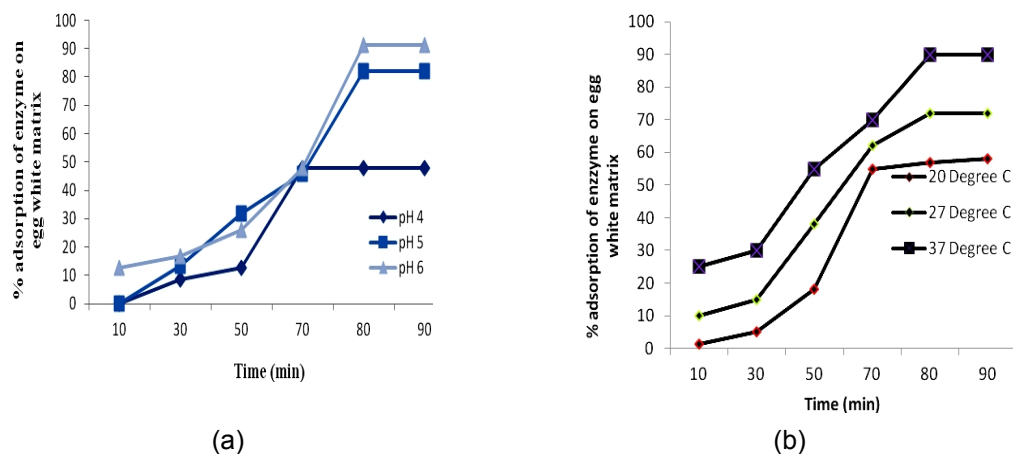 % adsorption of enzyme on
egg white matrix
100
90
80
70
60
50
40
30
20
10
0
pH 4
pH 5
pH 6
10 30 50 70 80 90
Time (min)
(a)
% adsorption of enzzyme on egg
white matrix
100
90
80
70
60
50
40
30
20
10
0
20 Degree C
27 Degree C
37 Degree C
10 30 50 70 80 90
Time (min)
(b)